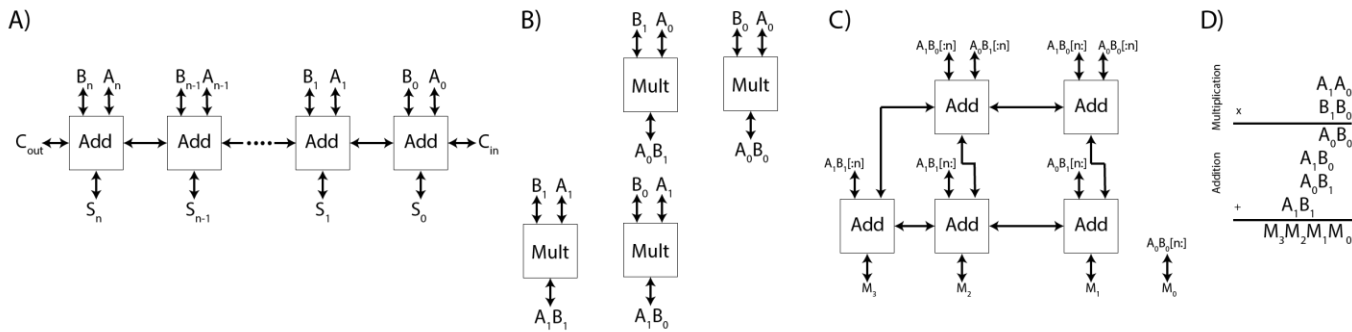 A)
Bₙ Aₙ
Bₙ₋₁ Aₙ₋₁
B₁ A₁
B₀ A₀
C_out Add Add .... Add Add C_in
Sₙ Sₙ₋₁ S₁ S₀
B)
B₁ A₀
B₀ A₀
Mult Mult
A₀B₁ A₀B₀
B₁ A₁
B₀ A₁
Mult Mult
A₁B₁ A₁B₀
C)
A₁B₀[:n] A₀B₁[:n] A₁B₀[n:] A₀B₀[:n]
Add Add
A₁B₁[:n] A₁B₁[n:] A₀B₁[n:]
Add Add Add
A₀B₀[n:]
M₃ M₂ M₁ M₀
D)
Multiplication
A₁A₀
x B₁B₀
Addition
A₀B₀
A₁B₀
A₀B₁
+ A₁B₁
M₃M₂M₁M₀